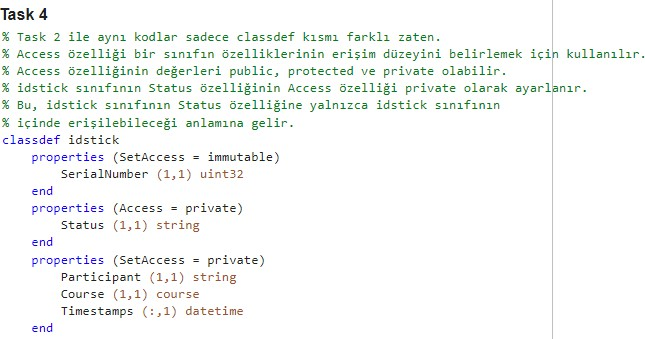 Task 4
% Task 2 ile aynı kodlar sadece classdef kısmı farklı zaten.
% Access özelliği bir sınıfın özelliklerinin erişim düzeyini belirlemek için kullanılır.
% Access özelliğinin değerleri public, protected ve private olabilir.
% idstick sınıfının Status özelliğinin Access özelliği private olarak ayarlanır.
% Bu, idstick sınıfının Status özelliğine yalnızca idstick sınıfının
% içinde erişilebileceği anlamına gelir.
classdef idstick
    properties (SetAccess = immutable)
        SerialNumber (1,1) uint32
    end
    properties (Access = private)
        Status (1,1) string
    end
    properties (SetAccess = private)
        Participant (1,1) string
        Course (1,1) course
        Timestamps (:,1) datetime
    end